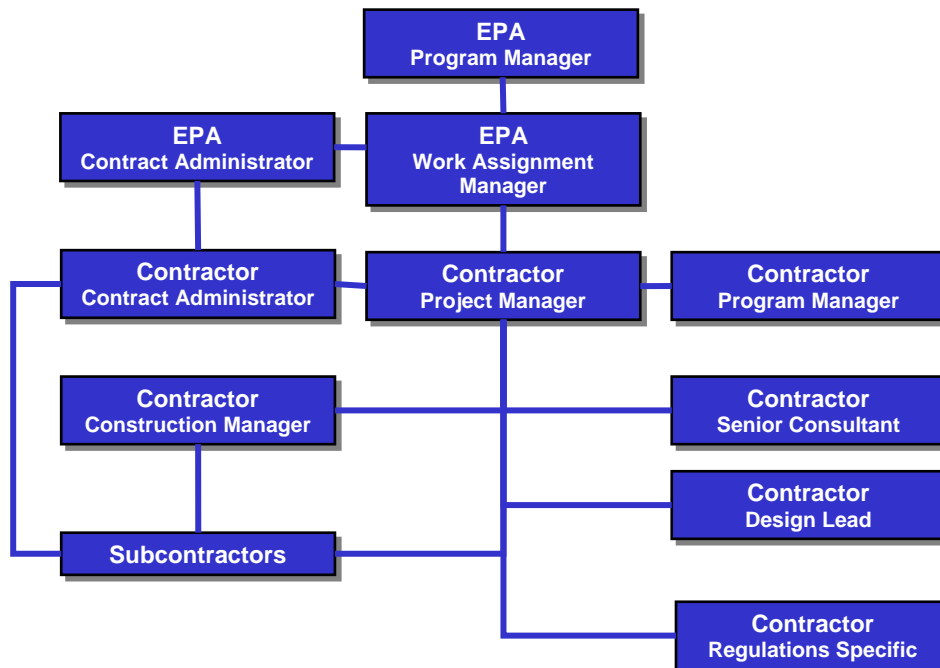 EPA
Program Manager
EPA
Contract Administrator
EPA
Work Assignment
Manager
Contractor
Contract Administrator
Contractor
Project Manager
Contractor
Program Manager
Contractor
Construction Manager
Contractor
Senior Consultant
Contractor
Design Lead
Subcontractors
Contractor
Regulations Specific